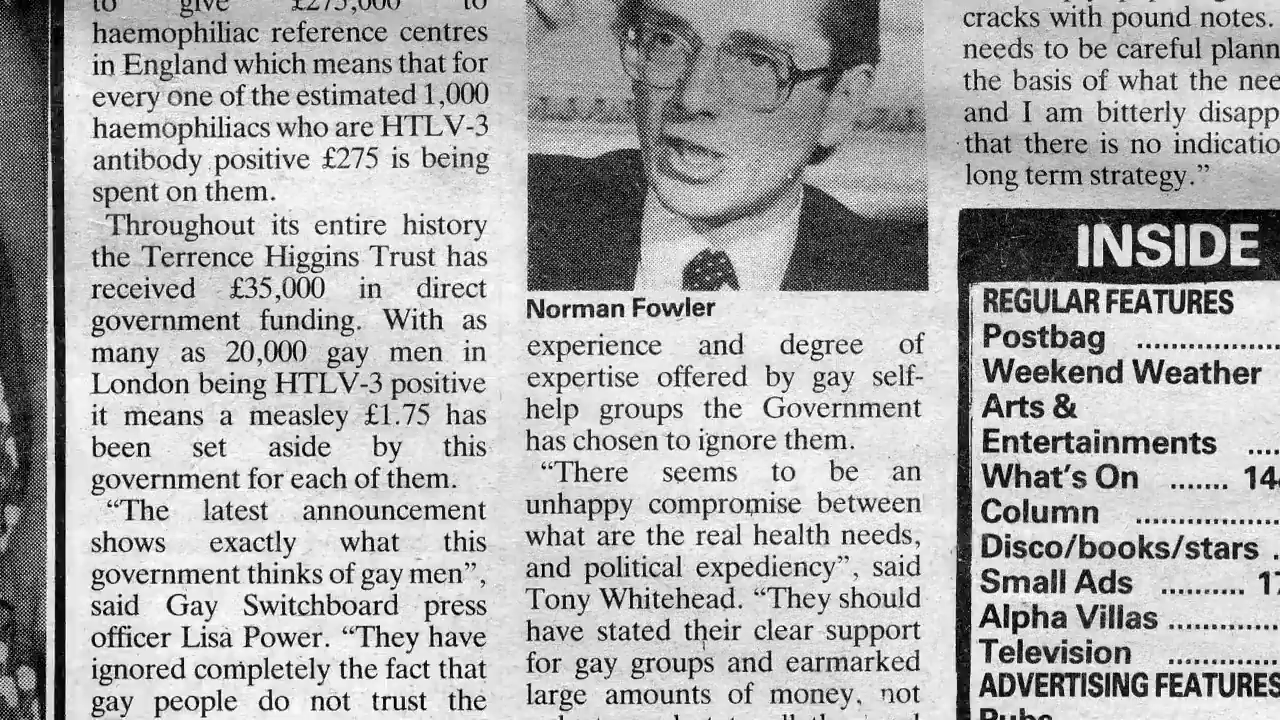 to give £275,000 to
haemophiliac reference centres
in England which means that for
every one of the estimated 1,000
haemophiliacs who are HTLV-3
antibody positive £275 is being
spent on them.
Throughout its entire history
the Terrence Higgins Trust has
received £35,000 in direct
government funding. With as
many as 20,000 gay men in
London being HTLV-3 positive
it means a measley £1.75 has
been set aside by this
government for each of them.
“The latest announcement
shows exactly what this
government thinks of gay men”,
said Gay Switchboard press
officer Lisa Power. “They have
ignored completely the fact that
gay people do not trust the
Norman Fowler
experience and degree of
expertise offered by gay self-
help groups the Government
has chosen to ignore them.
“There seems to be an
unhappy compromise between
what are the real health needs,
and political expediency”, said
Tony Whitehead. “They should
have stated their clear support
for gay groups and earmarked
large amounts of money, not
cracks with pound notes.
needs to be careful plann
the basis of what the nee
and I am bitterly disapp
that there is no indicatio
long term strategy.”
INSIDE
REGULAR FEATURES
Postbag ..................
Weekend Weather
Arts &
Entertainments ....
What's On ....... 14
Column ..................
Disco/books/stars .
Small Ads .......... 17
Alpha Villas ..............
Television ..............
ADVERTISING FEATURES
Pubs